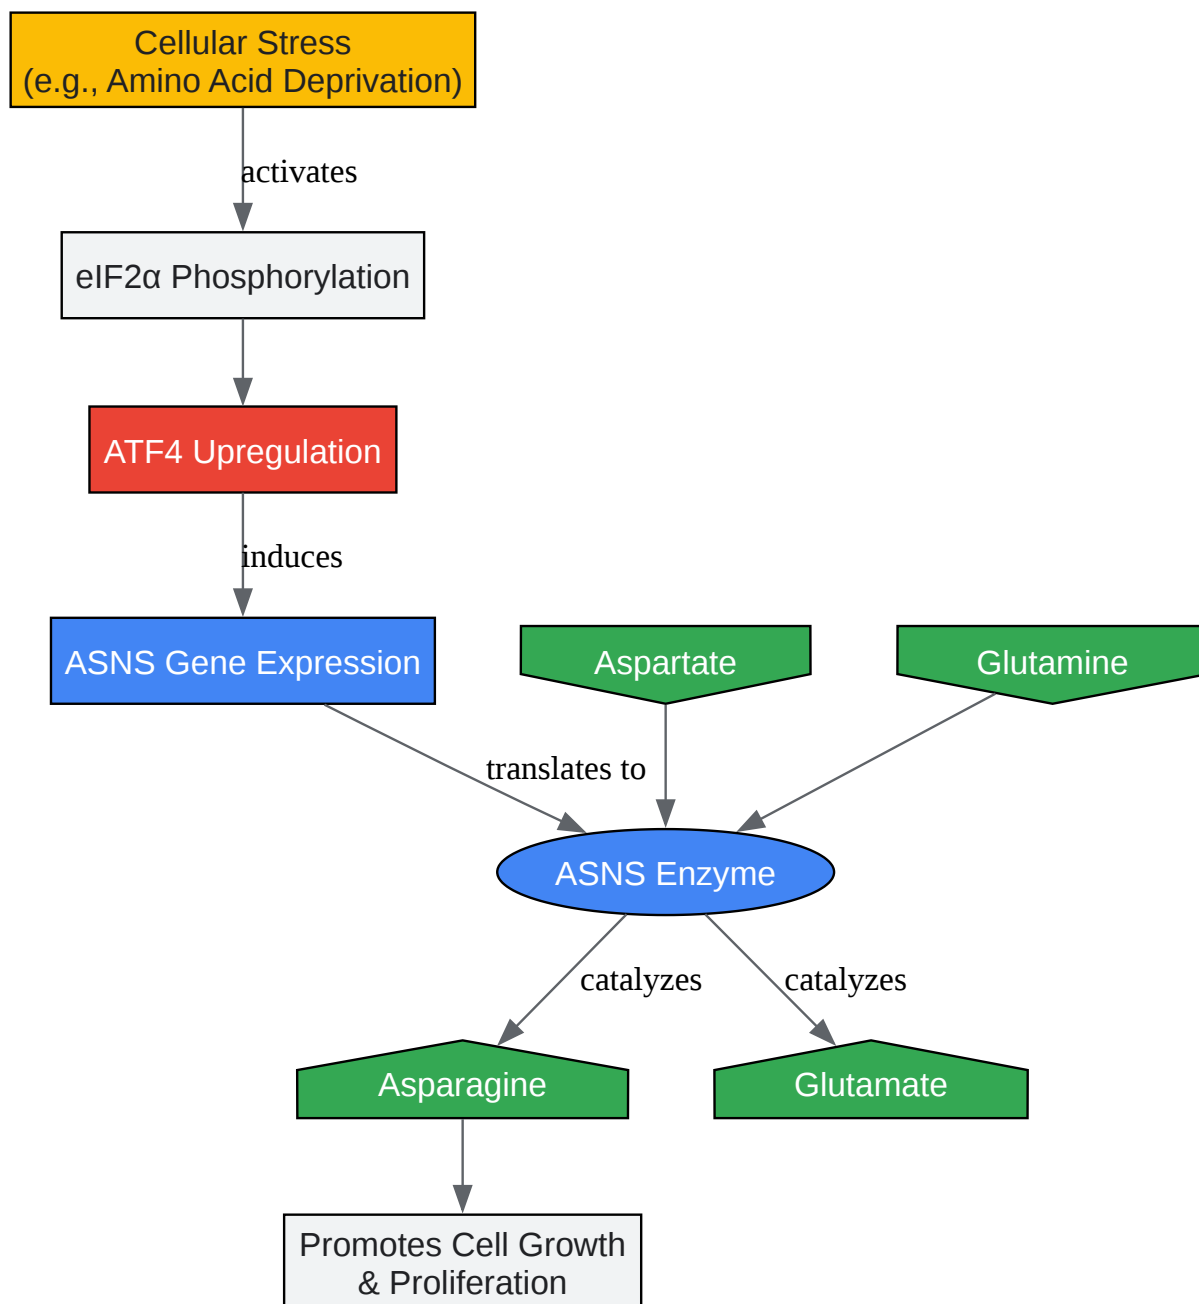 Cellular Stress
(e.g., Amino Acid Deprivation)
activates
eIF2α Phosphorylation
ATF4 Upregulation
induces
ASNS Gene Expression
Aspartate
Glutamine
translates to
ASNS Enzyme
catalyzes
catalyzes
Asparagine
Glutamate
Promotes Cell Growth
& Proliferation